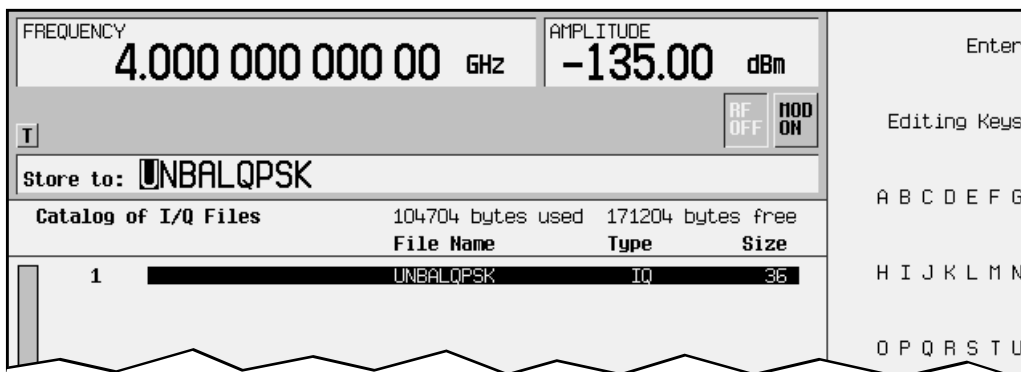 FREQUENCY
4.000 000 000 00 GHz
AMPLITUDE
-135.00 dBm
RF OFF
MOD ON
T
Store to: UNBALQPSK
Catalog of I/Q Files 104704 bytes used 171204 bytes free
File Name Type Size
1 UNBALQPSK IQ 36
Enter
Editing Keys
A B C D E F G
H I J K L M N
O P Q R S T U